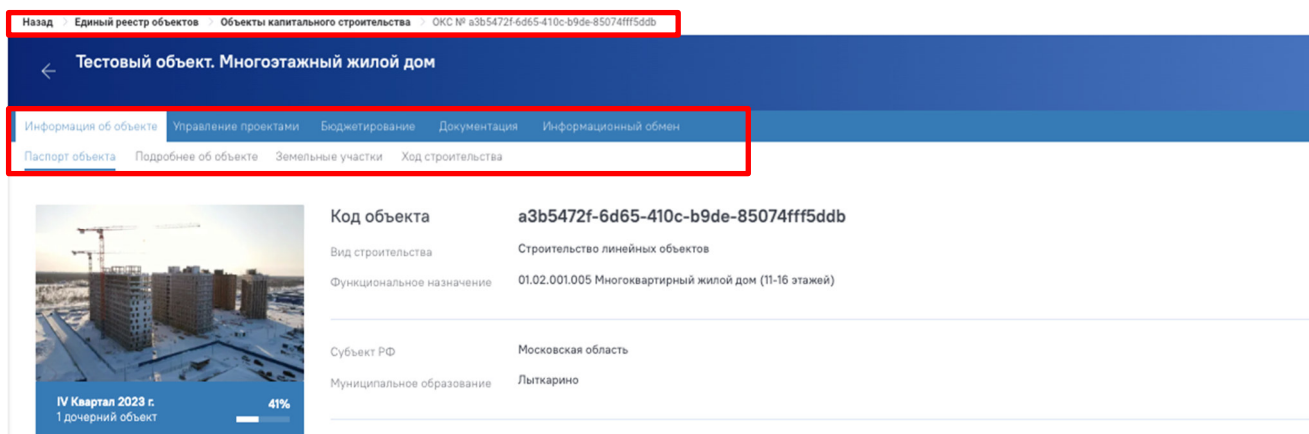 Назад > Единый реестр объектов > Объекты капитального строительства > ОКС № a3b5472f-6d65-410c-b9de-85074fff5ddb
← Тестовый объект. Многоэтажный жилой дом
Информация об объекте Управление проектами Бюджетирование Документация Информационный обмен
Паспорт объекта Подробнее об объекте Земельные участки Ход строительства
Код объекта a3b5472f-6d65-410c-b9de-85074fff5ddb
Вид строительства Строительство линейных объектов
Функциональное назначение 01.02.001.005 Многоквартирный жилой дом (11-16 этажей)
Субъект РФ Московская область
Муниципальное образование Лыткарино
IV Квартал 2023 г. 41%
1 дочерний объект